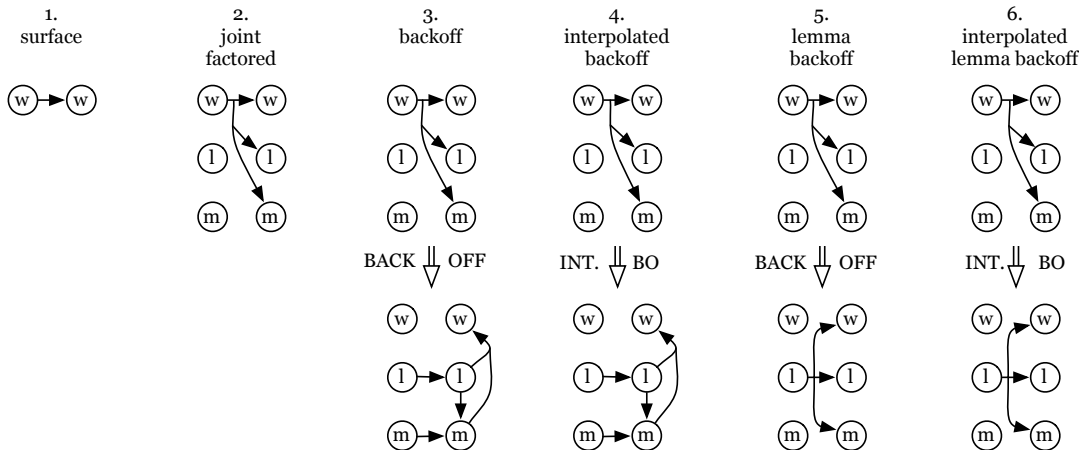 1. 2. 3. 4. 5. 6.
surface joint backoff interpolated lemma interpolated
factored backoff backoff lemma backoff
w w w w w w w w w w w
l l l l l l l l l l
m m m m m m m m m m
BACK OFF INT. BO BACK OFF INT. BO
w w w w w w w w
l l l l l l l l
m m m m m m m m